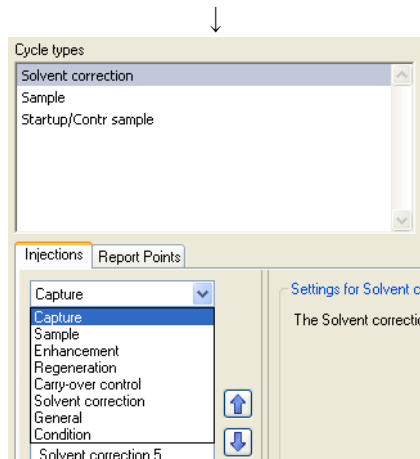 Cycle types
Solvent correction
Sample
Startup/Contr sample
Injections Report Points
Capture
Settings for Solvent c
Capture
The Solvent correcti
Sample
Enhancement
Regeneration
Carry-over control
Solvent correction
General
Condition
Solvent correction 5